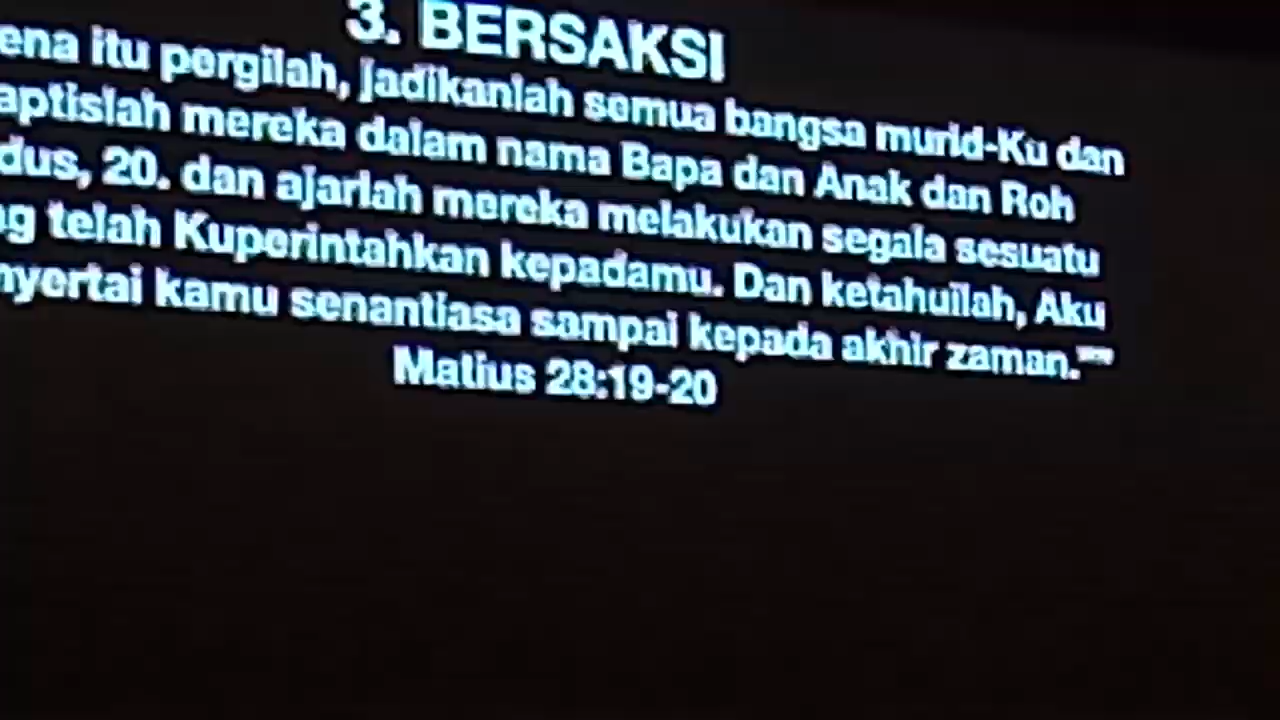 3. BERSAKSI
ena itu pergilah, jadikanlah semua bangsa murid-Ku dan
aptislah mereka dalam nama Bapa dan Anak dan Roh
dus, 20. dan ajarlah mereka melakukan segala sesuatu
ng telah Kuperintahkan kepadamu. Dan ketahuilah, Aku
nyertai kamu senantiasa sampai kepada akhir zaman.""
Matius 28:19-20